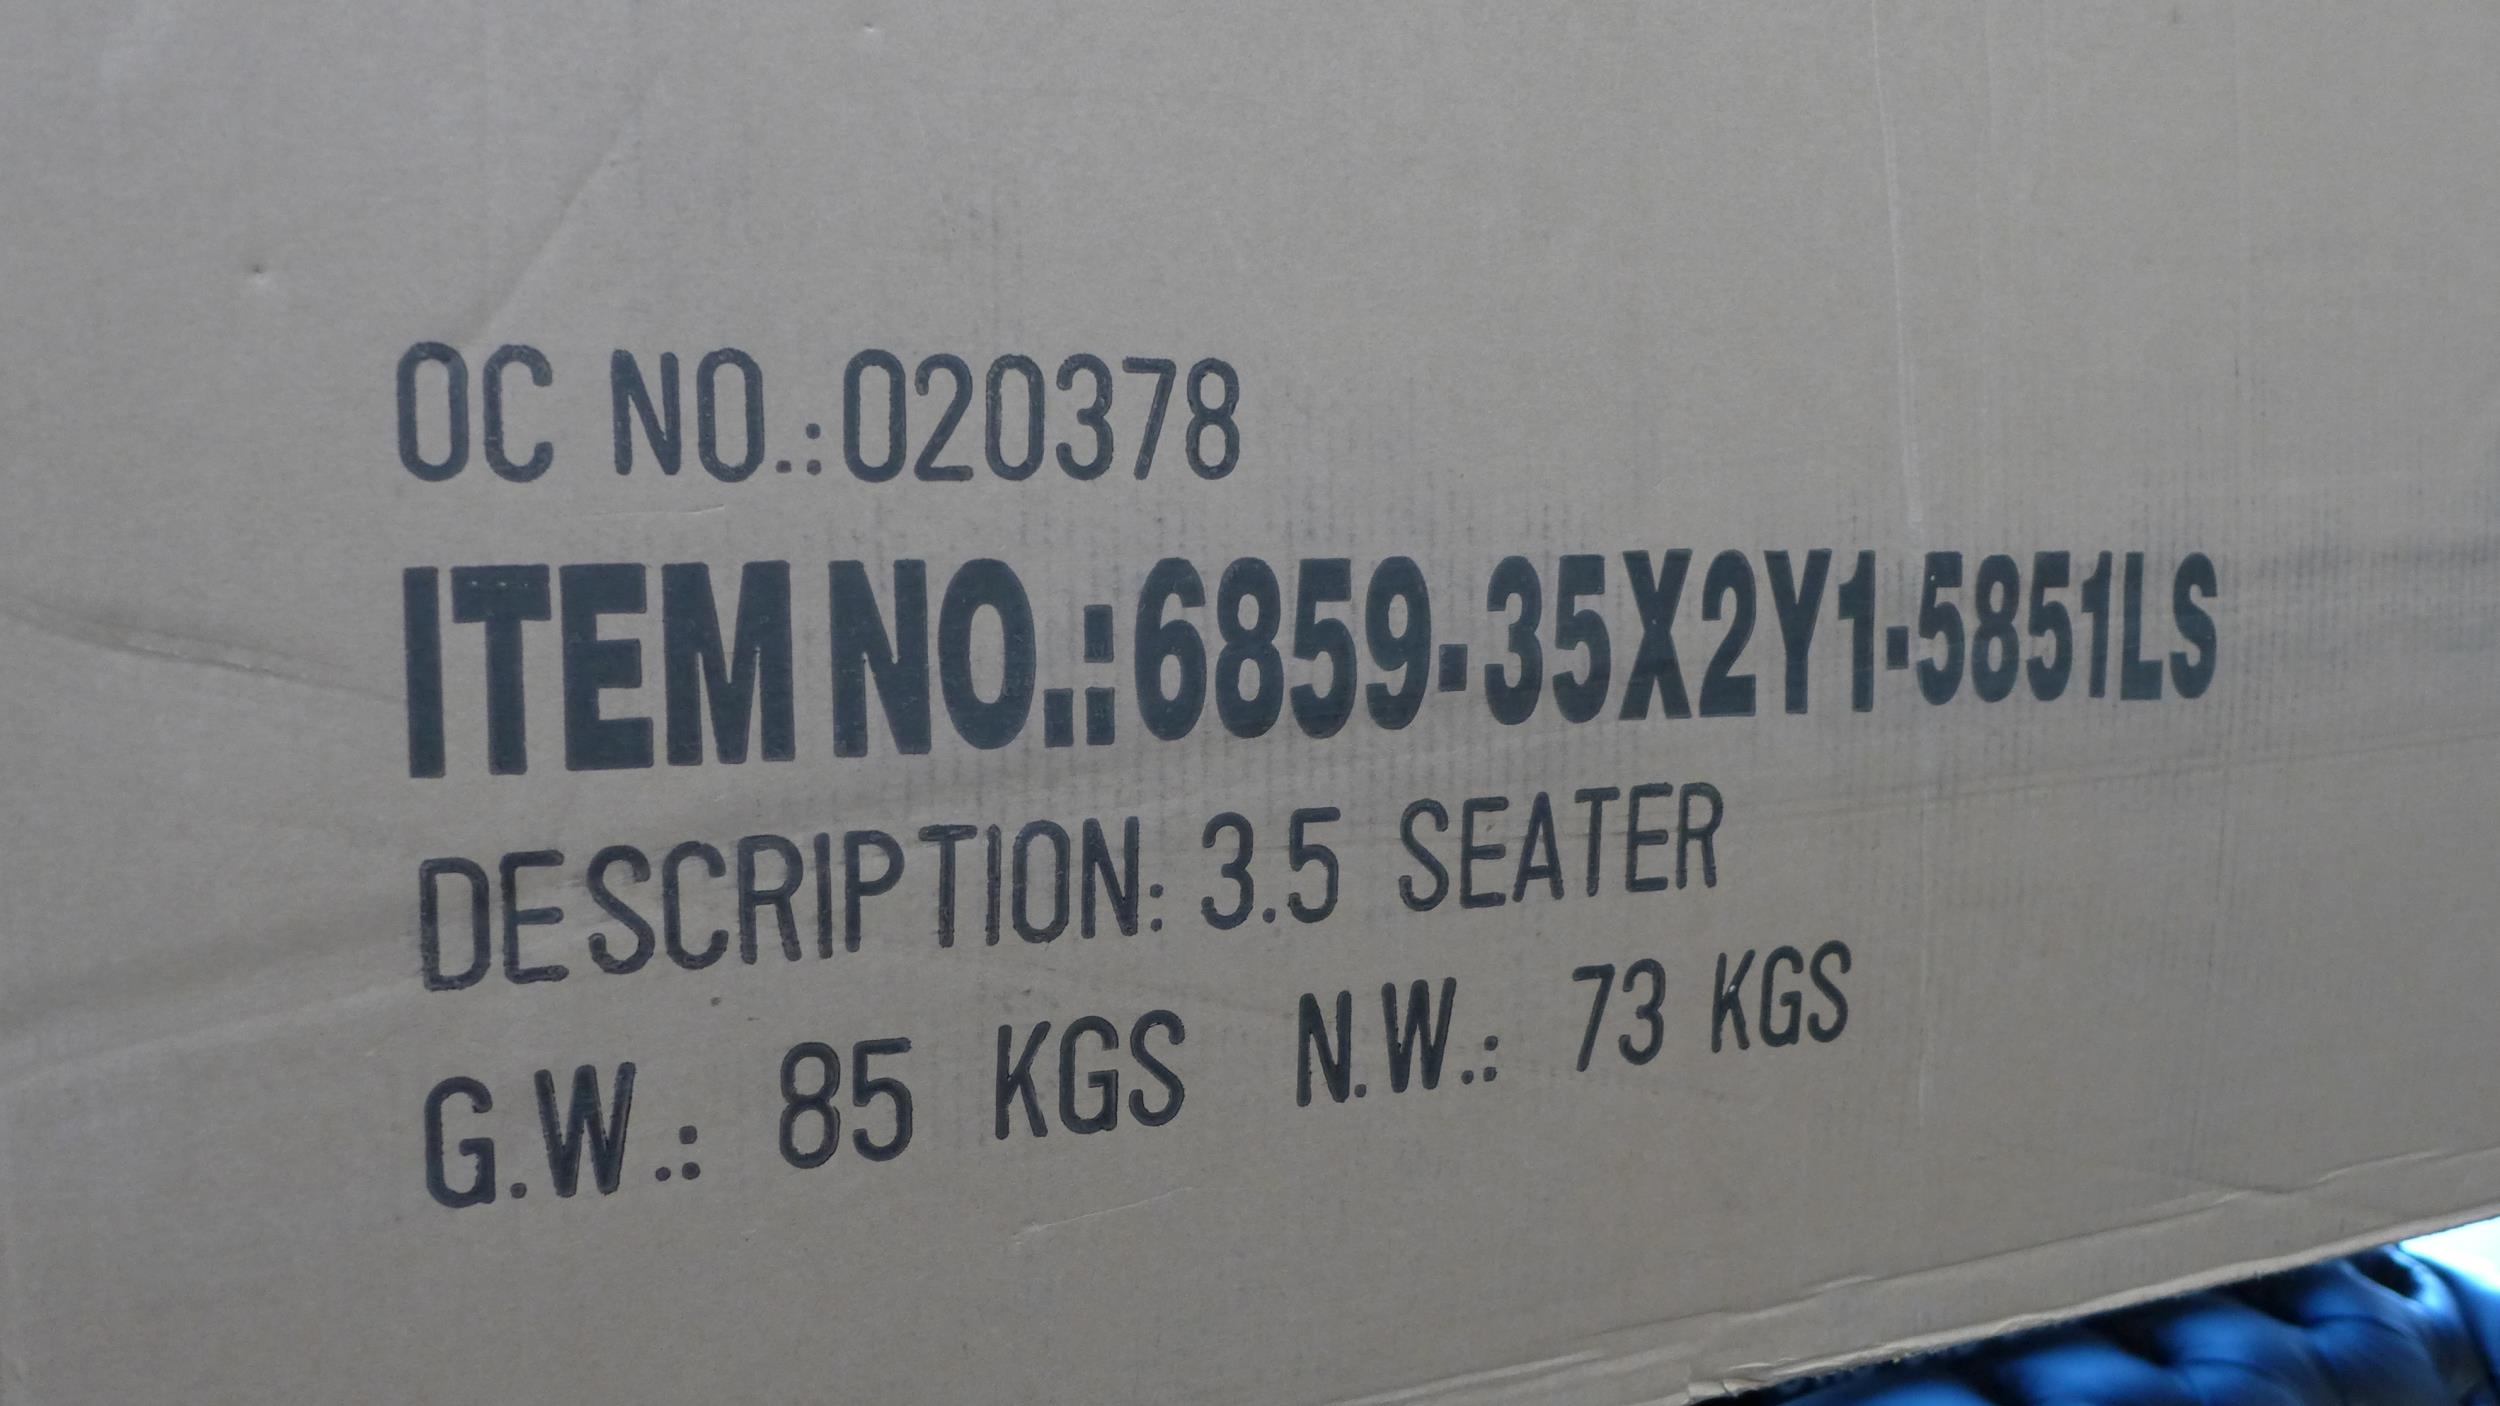 OC NO.:020378
ITEM NO.:6859-35X2Y1-5851LS
DESCRIPTION: 3.5 SEATER
G.W.: 85 KGS N.W.: 73 KGS